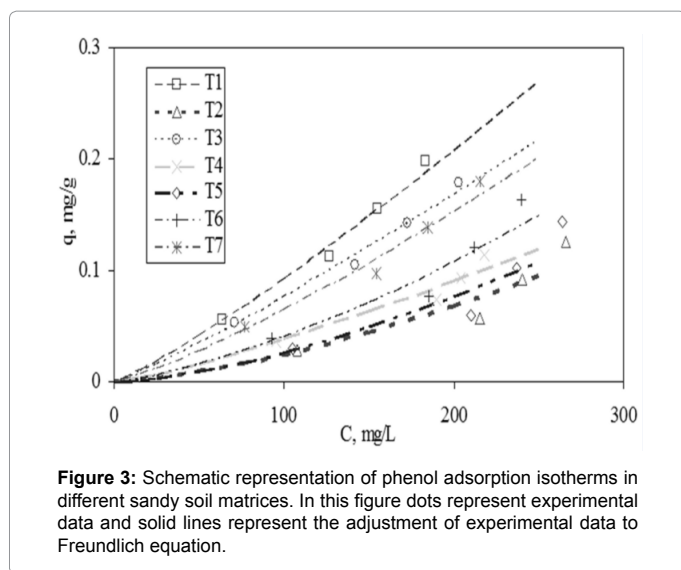 0.3
0.2
0.1
0
q, mg/g
T1
T2
T3
T4
T5
T6
T7
0
100
200
300
C, mg/L
Figure 3: Schematic representation of phenol adsorption isotherms in
different sandy soil matrices. In this figure dots represent experimental
data and solid lines represent the adjustment of experimental data to
Freundlich equation.